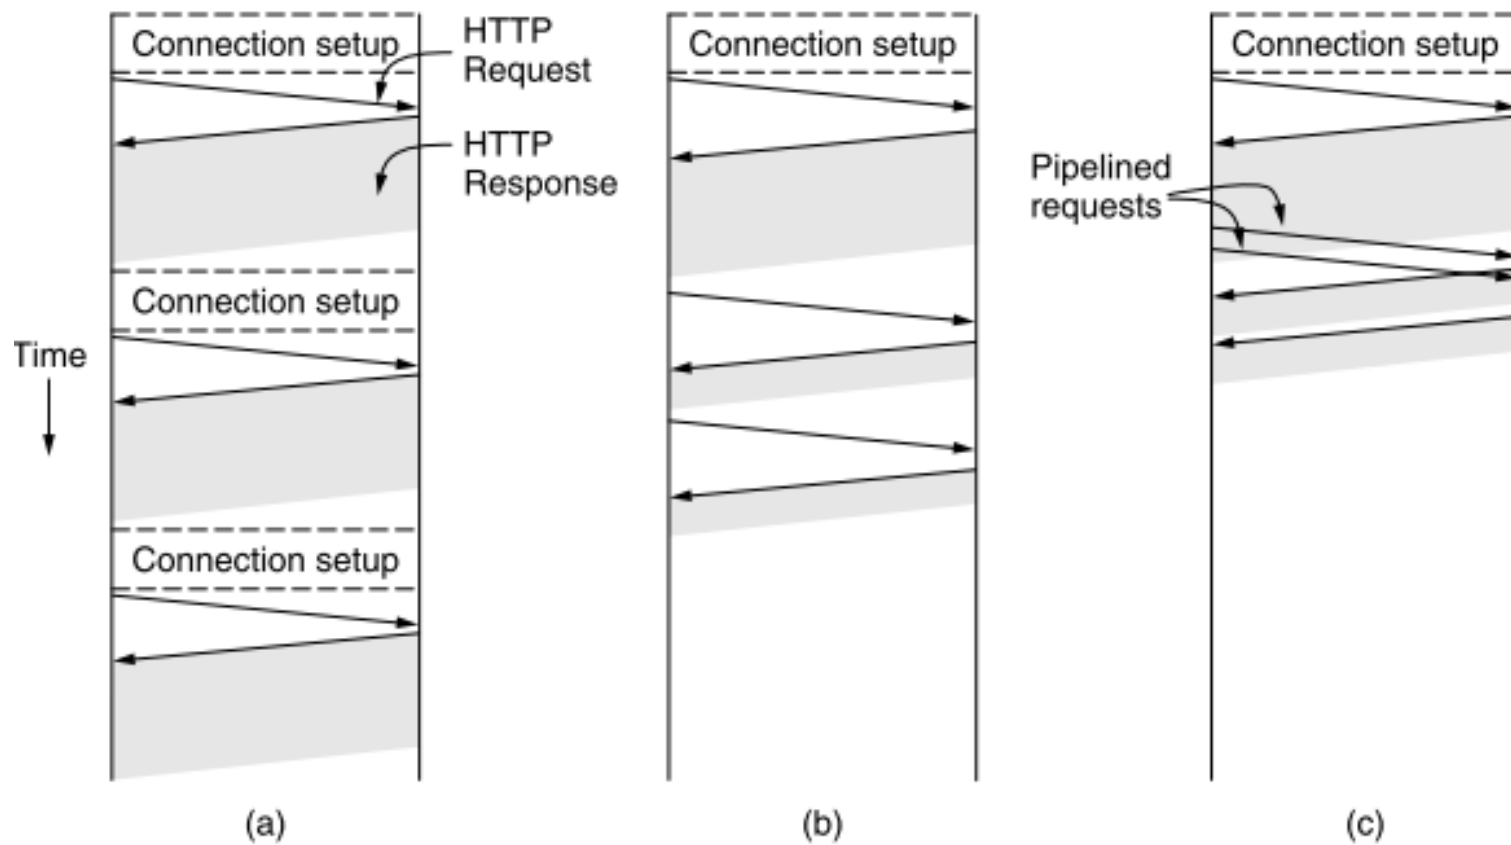 Connection setup
HTTP
Request
HTTP
Response
Connection setup
Time
Connection setup
(a)
Connection setup
(b)
Connection setup
Pipelined
requests
(c)